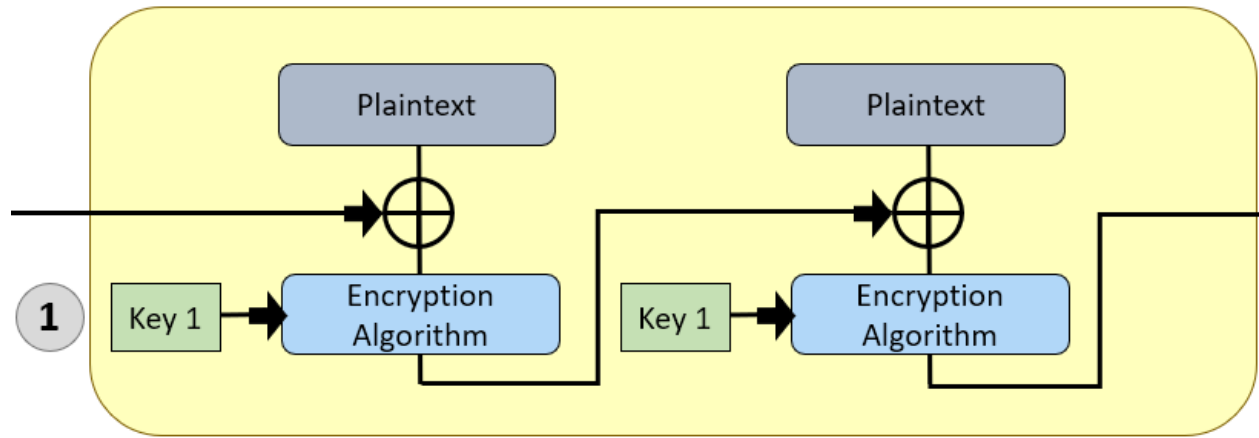 Plaintext
Plaintext
1
Key 1
Encryption
Algorithm
Key 1
Encryption
Algorithm